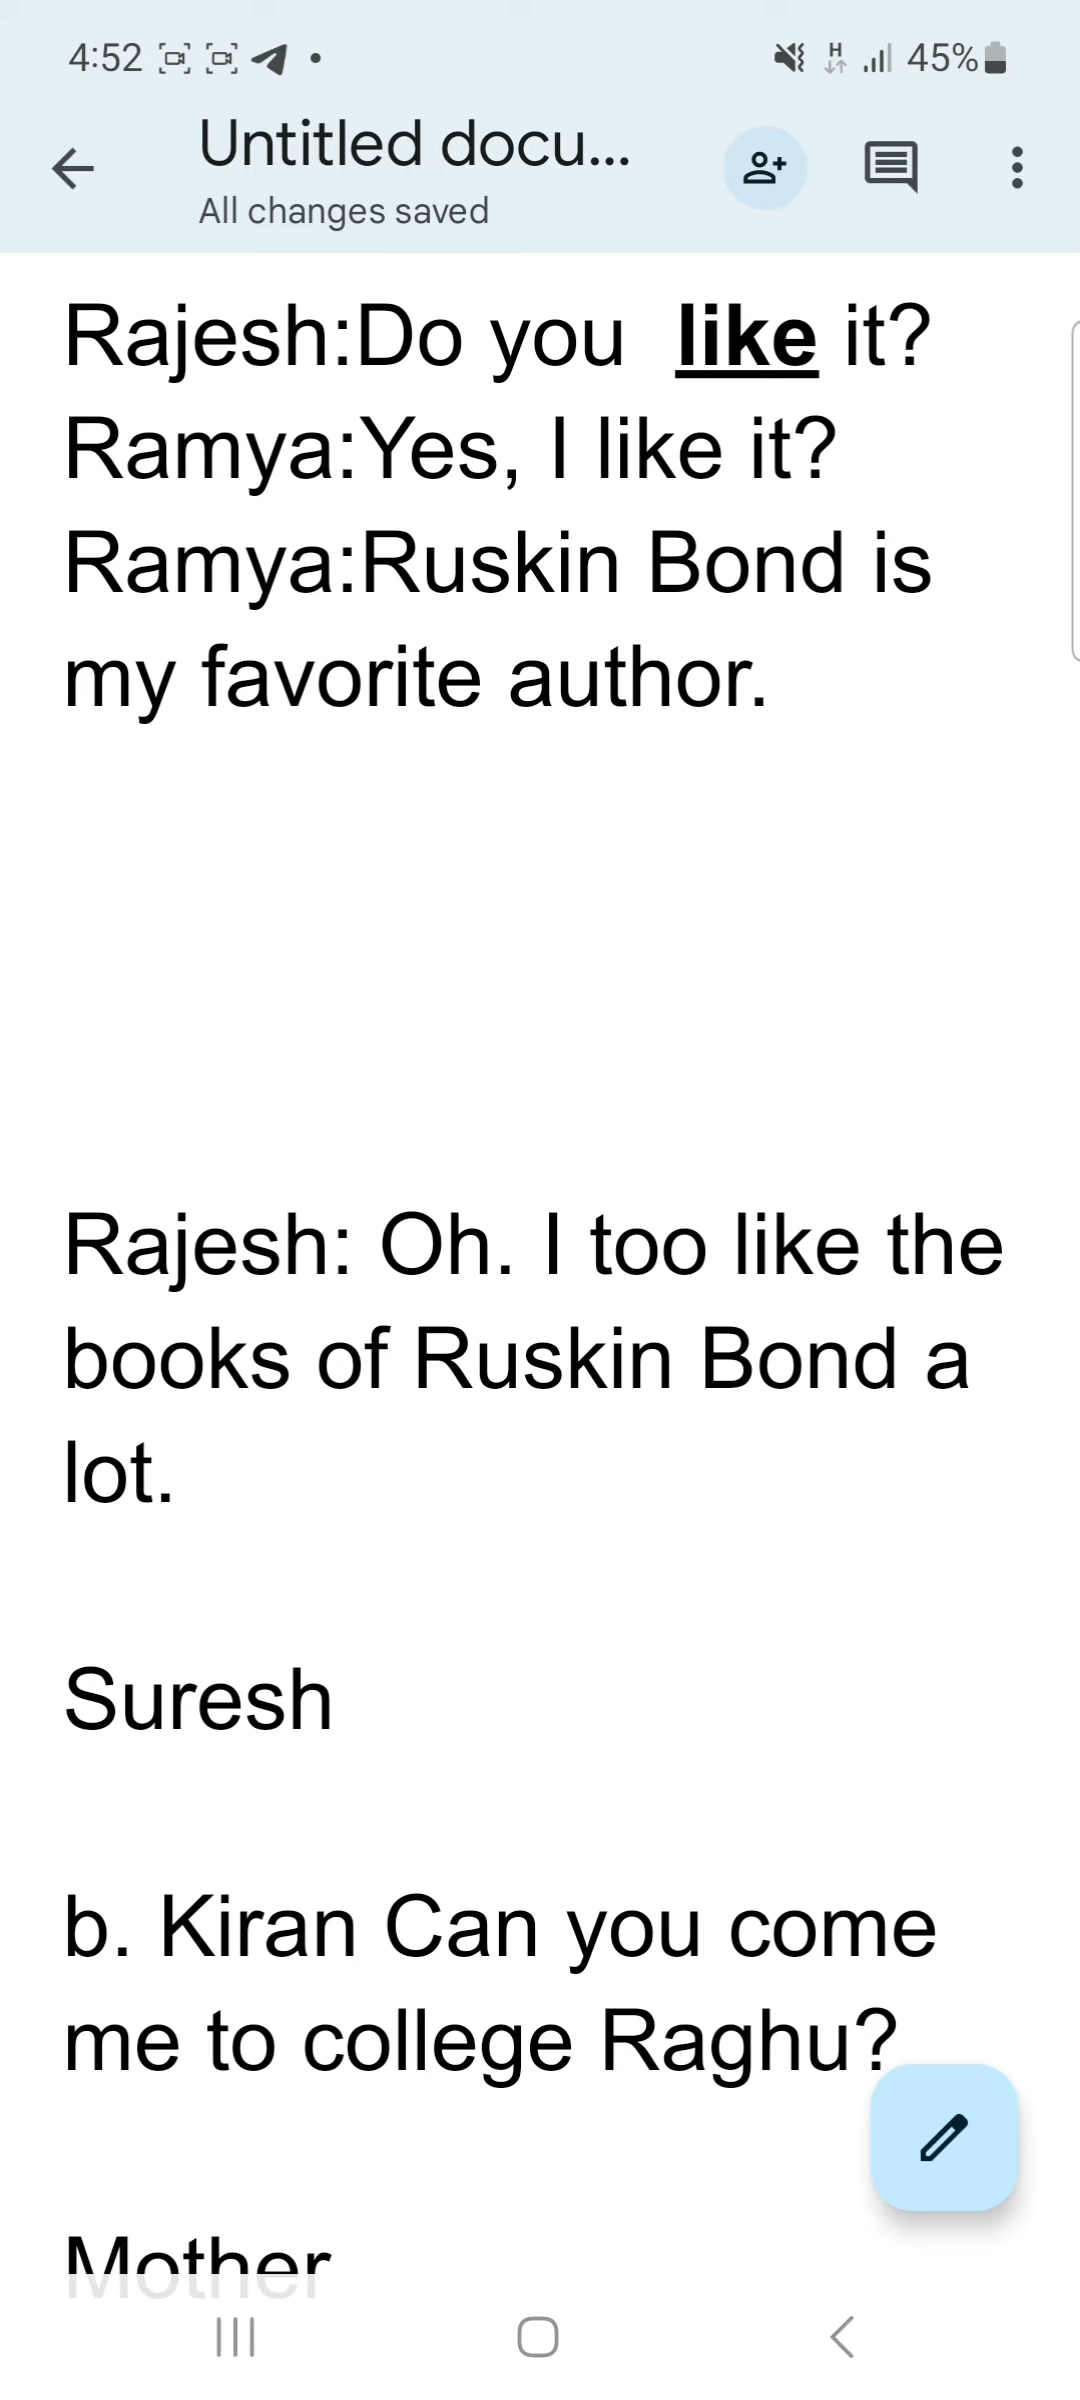 4:52
H
45%
Untitled docu...
All changes saved
Rajesh:Do you  like it?
Ramya:Yes, I like it?
Ramya:Ruskin Bond is
my favorite author.
Rajesh: Oh. I too like the
books of Ruskin Bond a
lot.
Suresh
b. Kiran Can you come
me to college Raghu?
Mother